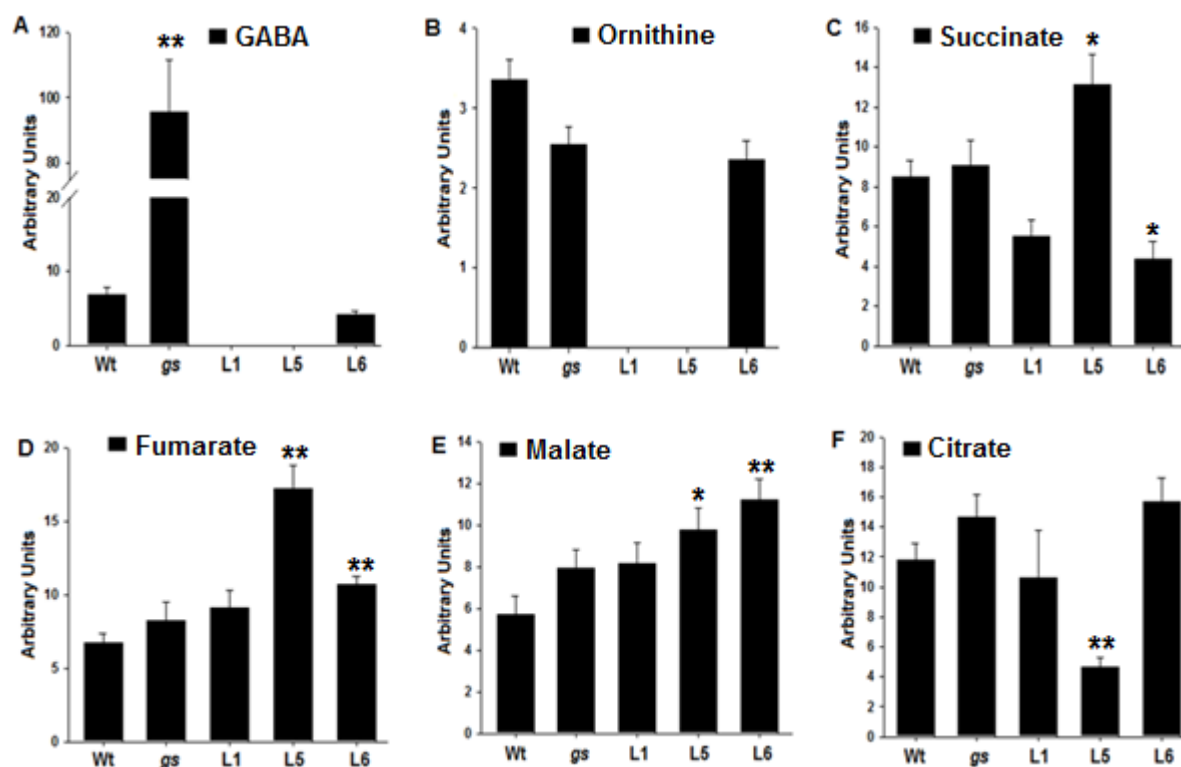 A
GABA
**
Arbitrary Units
120
100
80
20
10
0
Wt gs L1 L5 L6
B
Ornithine
Arbitrary Units
4
3
2
1
0
Wt gs L1 L5 L6
C
Succinate
*
*
Arbitrary Units
16
14
12
10
8
6
4
2
0
Wt gs L1 L5 L6
D
Fumarate
**
**
Arbitrary Units
20
15
10
5
0
Wt gs L1 L5 L6
E
Malate
*
**
Arbitrary Units
14
12
10
8
6
4
2
0
Wt gs L1 L5 L6
F
Citrate
**
Arbitrary Units
20
18
16
14
12
10
8
6
4
2
0
Wt gs L1 L5 L6